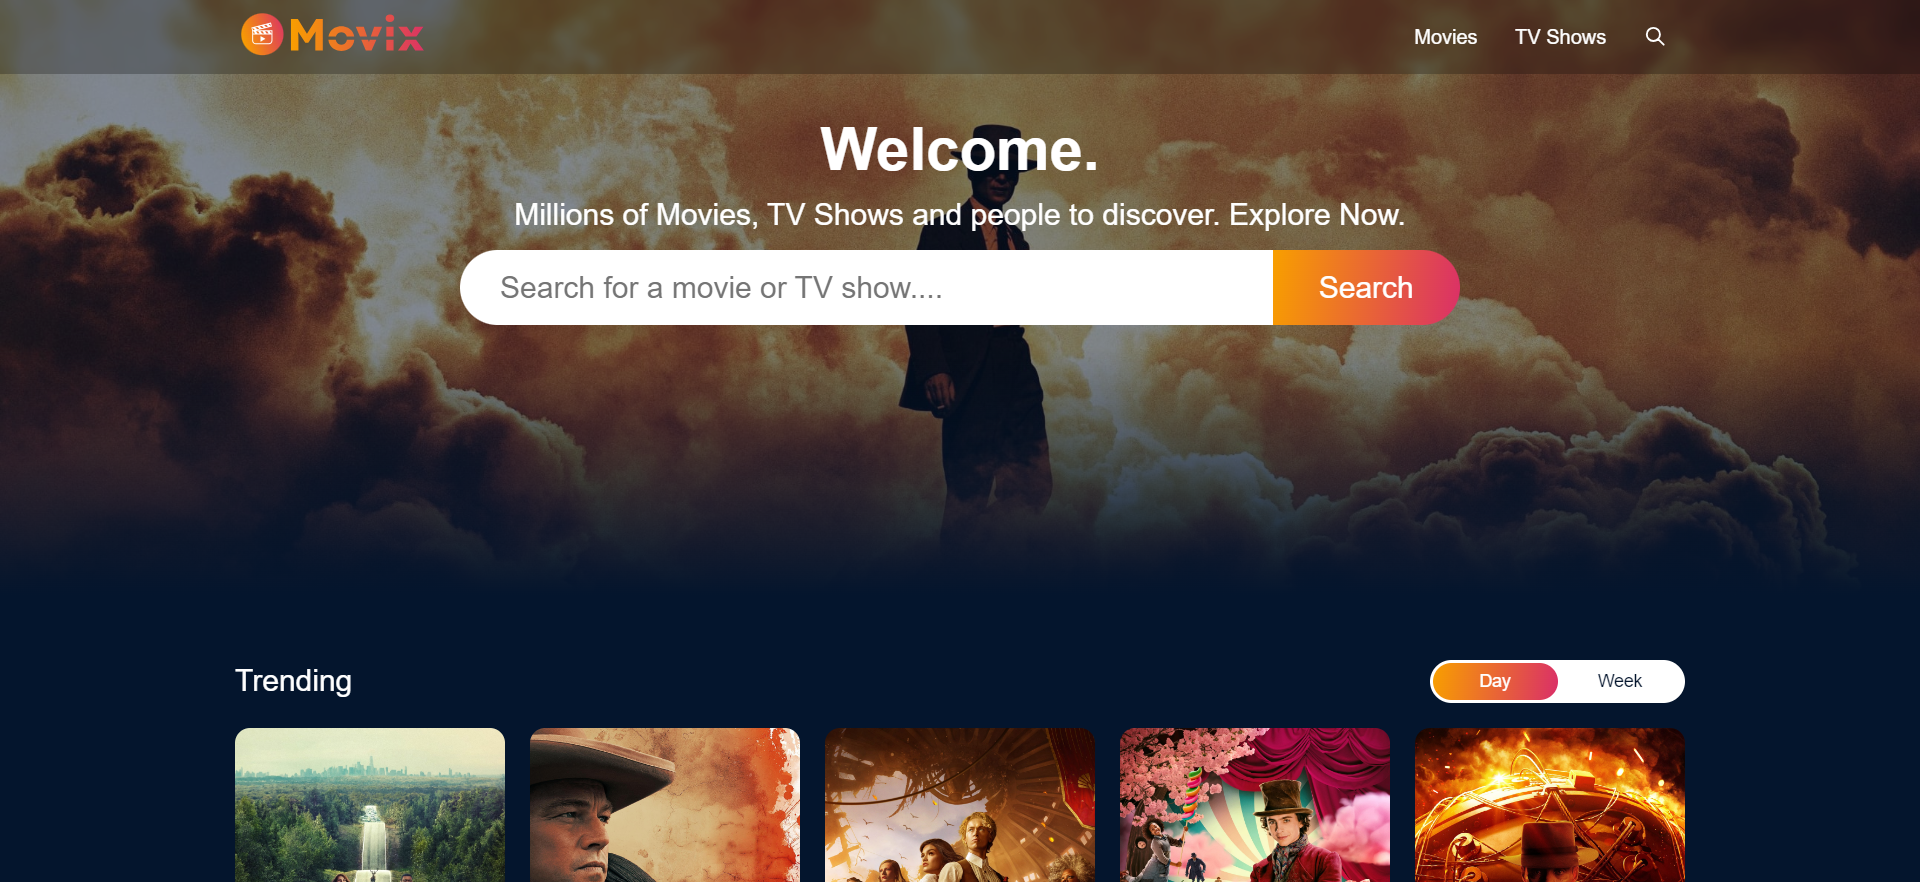 Movix
Movies
TV Shows
Welcome.
Millions of Movies, TV Shows and people to discover. Explore Now.
Search for a movie or TV show....
Search
Trending
Day
Week